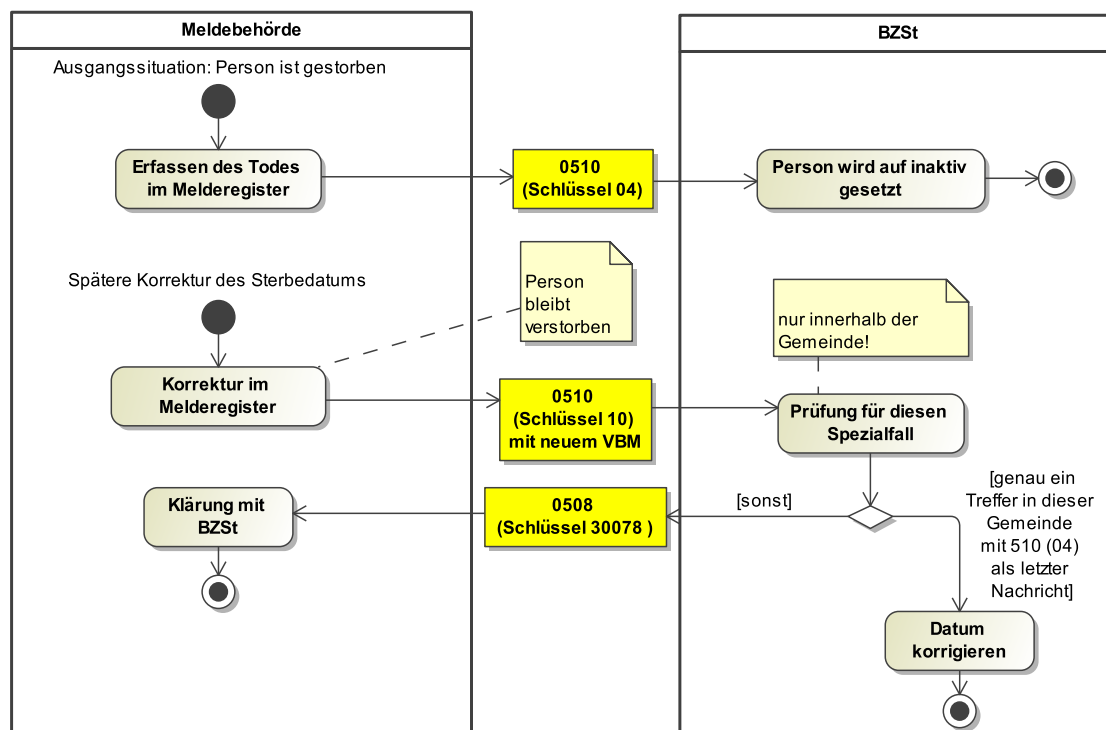 Meldebehörde
BZSt
Ausgangssituation: Person ist gestorben
Erfassen des Todes
im Melderegister
0510
(Schlüssel 04)
Person wird auf inaktiv
gesetzt
Person
bleibt
verstorben
Spätere Korrektur des Sterbedatums
nur innerhalb der
Gemeinde!
Korrektur im
Melderegister
0510
(Schlüssel 10)
mit neuem VBM
Prüfung für diesen
Spezialfall
Klärung mit
BZSt
0508
(Schlüssel 30078 )
[sonst]
[genau ein
Treffer in dieser
Gemeinde
mit 510 (04)
als letzter
Nachricht]
Datum
korrigieren